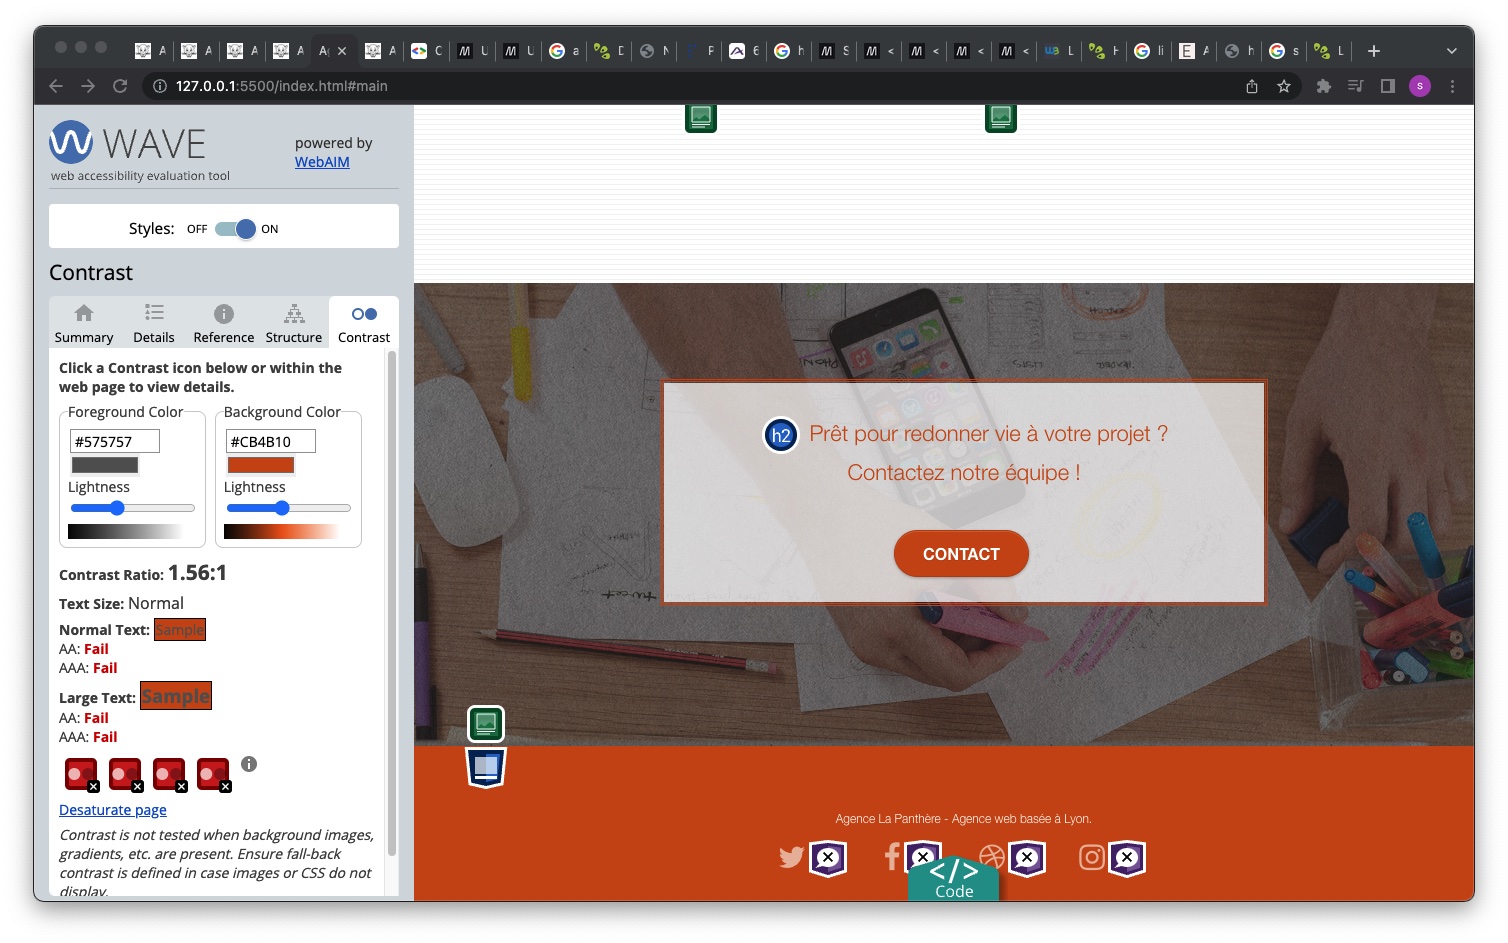 127.0.0.1:5500/index.html#main
WAVE
web accessibility evaluation tool
powered by
WebAIM
Styles: OFF ON
Contrast
Summary Details Reference Structure Contrast
Click a Contrast icon below or within the
web page to view details.
Foreground Color Background Color
#575757 #CB4B10
Lightness Lightness
Contrast Ratio: 1.56:1
Text Size: Normal
Normal Text: Sample
AA: Fail
AAA: Fail
Large Text: Sample
AA: Fail
AAA: Fail
Desaturate page
Contrast is not tested when background images,
gradients, etc. are present. Ensure fall-back
contrast is defined in case images or CSS do not
display.
h2 Prêt pour redonner vie à votre projet ?
Contactez notre équipe !
CONTACT
Agence La Panthère - Agence web basée à Lyon.
</>
Code